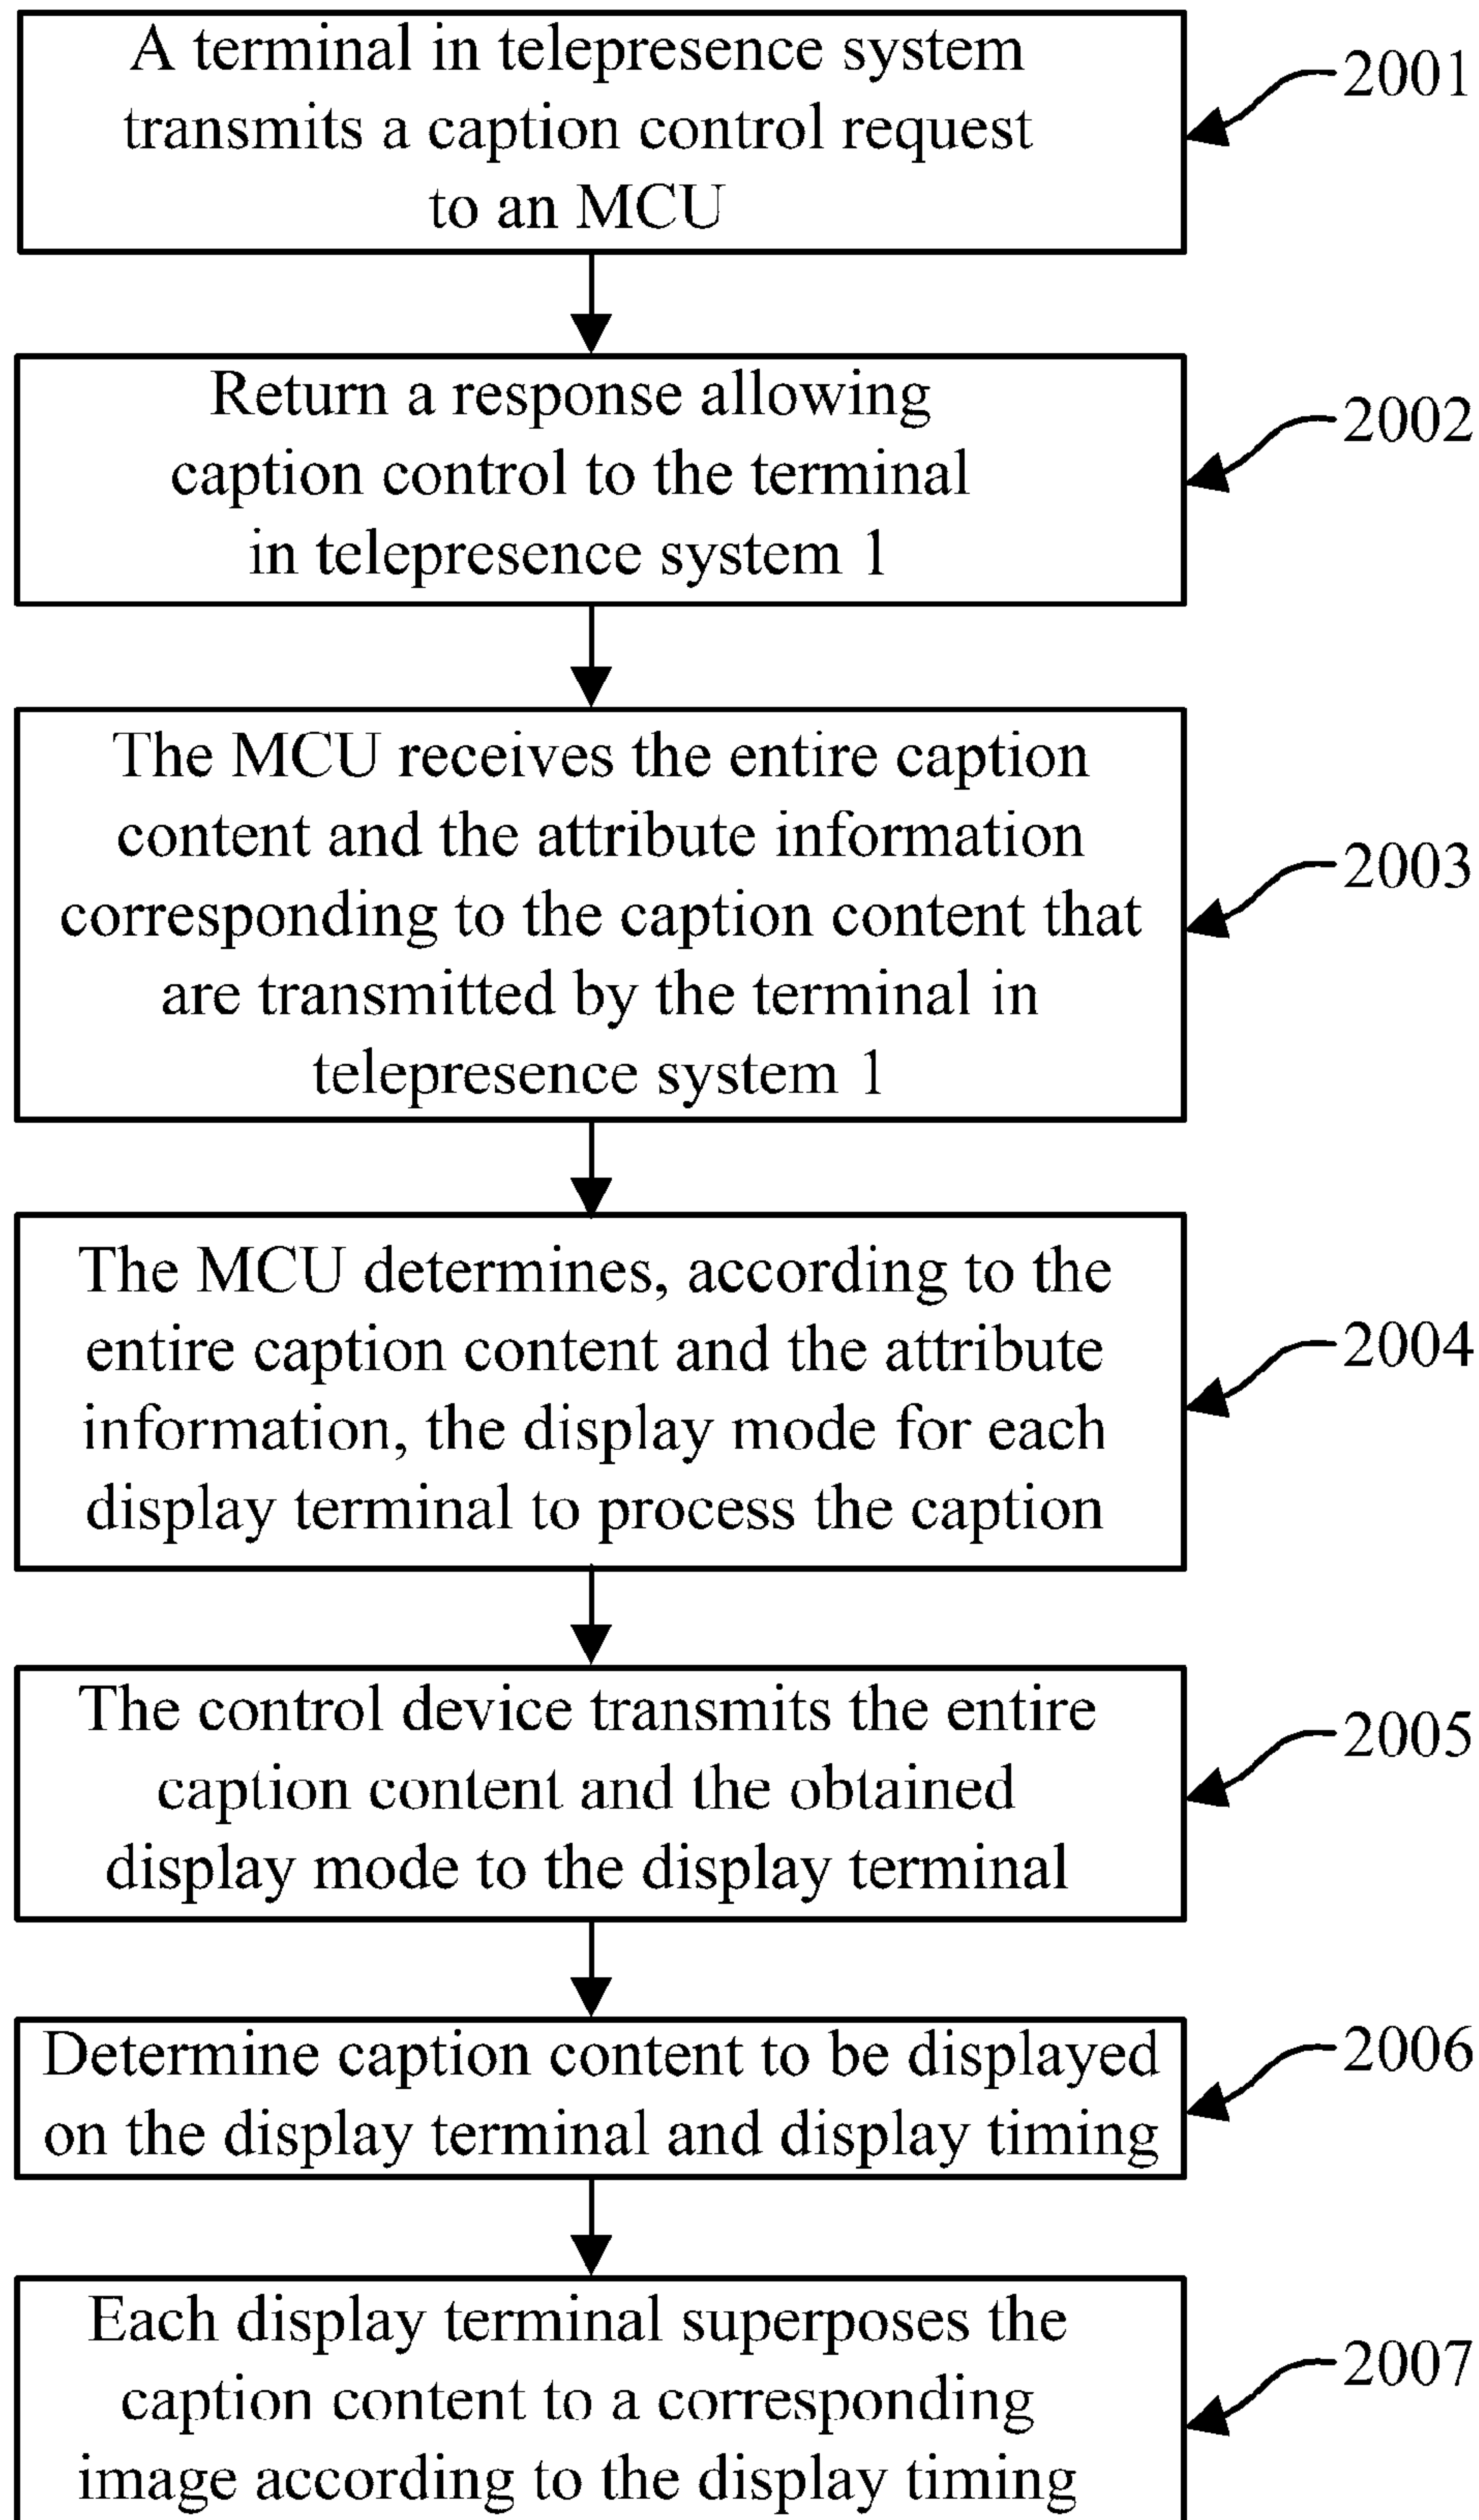 A terminal in telepresence system
transmits a caption control request
to an MCU
2001
Return a response allowing
caption control to the terminal
in telepresence system 1
2002
The MCU receives the entire caption
content and the attribute information
corresponding to the caption content that
are transmitted by the terminal in
telepresence system 1
2003
The MCU determines, according to the
entire caption content and the attribute
information, the display mode for each
display terminal to process the caption
2004
The control device transmits the entire
caption content and the obtained
display mode to the display terminal
2005
Determine caption content to be displayed
on the display terminal and display timing
2006
Each display terminal superposes the
caption content to a corresponding
image according to the display timing
2007